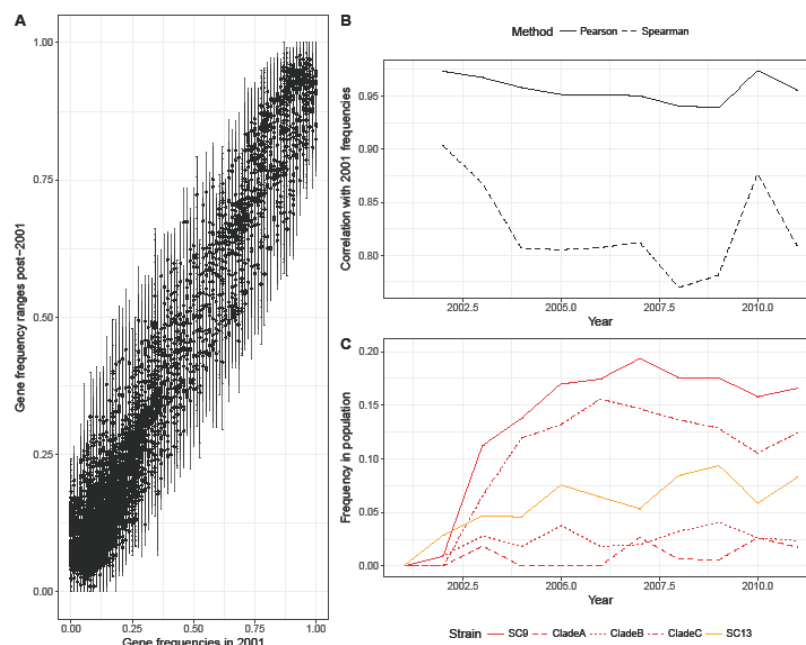 A
1.00
0.75
0.50
0.25
0.00
Gene frequency ranges post−2001
0.00
0.25
0.50
0.75
1.00
Gene frequencies in 2001
B
Method
Pearson
Spearman
0.95
0.90
0.85
0.80
Correlation with 2001 frequencies
2002.5
2005.0
2007.5
2010.0
Year
C
0.20
0.15
0.10
0.05
0.00
Frequency in population
2002.5
2005.0
2007.5
2010.0
Year
Strain
SC9
CladeA
CladeB
CladeC
SC13